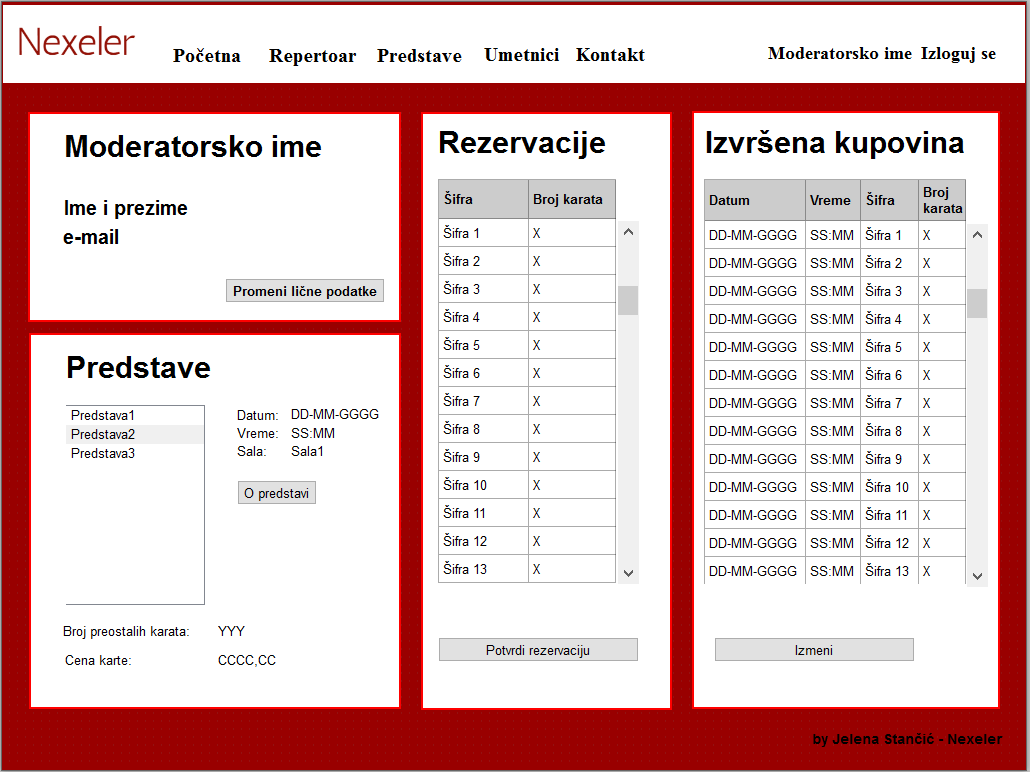 Nexeler
Početna Repertoar Predstave Umetnici Kontakt Moderatorsko ime Izloguj se
Moderatorsko ime
Ime i prezime
e-mail
Promeni lične podatke
Predstave
Predstava1
Predstava2
Predstava3
Datum: DD-MM-GGGG
Vreme: SS:MM
Sala: Sala1
O predstavi
Broj preostalih karata: YYY
Cena karte: CCCC,CC
Rezervacije
Šifra Broj karata
Šifra 1 X
Šifra 2 X
Šifra 3 X
Šifra 4 X
Šifra 5 X
Šifra 6 X
Šifra 7 X
Šifra 8 X
Šifra 9 X
Šifra 10 X
Šifra 11 X
Šifra 12 X
Šifra 13 X
Potvrdi rezervaciju
Izvršena kupovina
Datum Vreme Šifra Broj karata
DD-MM-GGGG SS:MM Šifra 1 X
DD-MM-GGGG SS:MM Šifra 2 X
DD-MM-GGGG SS:MM Šifra 3 X
DD-MM-GGGG SS:MM Šifra 4 X
DD-MM-GGGG SS:MM Šifra 5 X
DD-MM-GGGG SS:MM Šifra 6 X
DD-MM-GGGG SS:MM Šifra 7 X
DD-MM-GGGG SS:MM Šifra 8 X
DD-MM-GGGG SS:MM Šifra 9 X
DD-MM-GGGG SS:MM Šifra 10 X
DD-MM-GGGG SS:MM Šifra 11 X
DD-MM-GGGG SS:MM Šifra 12 X
DD-MM-GGGG SS:MM Šifra 13 X
Izmeni
by Jelena Stančić - Nexeler